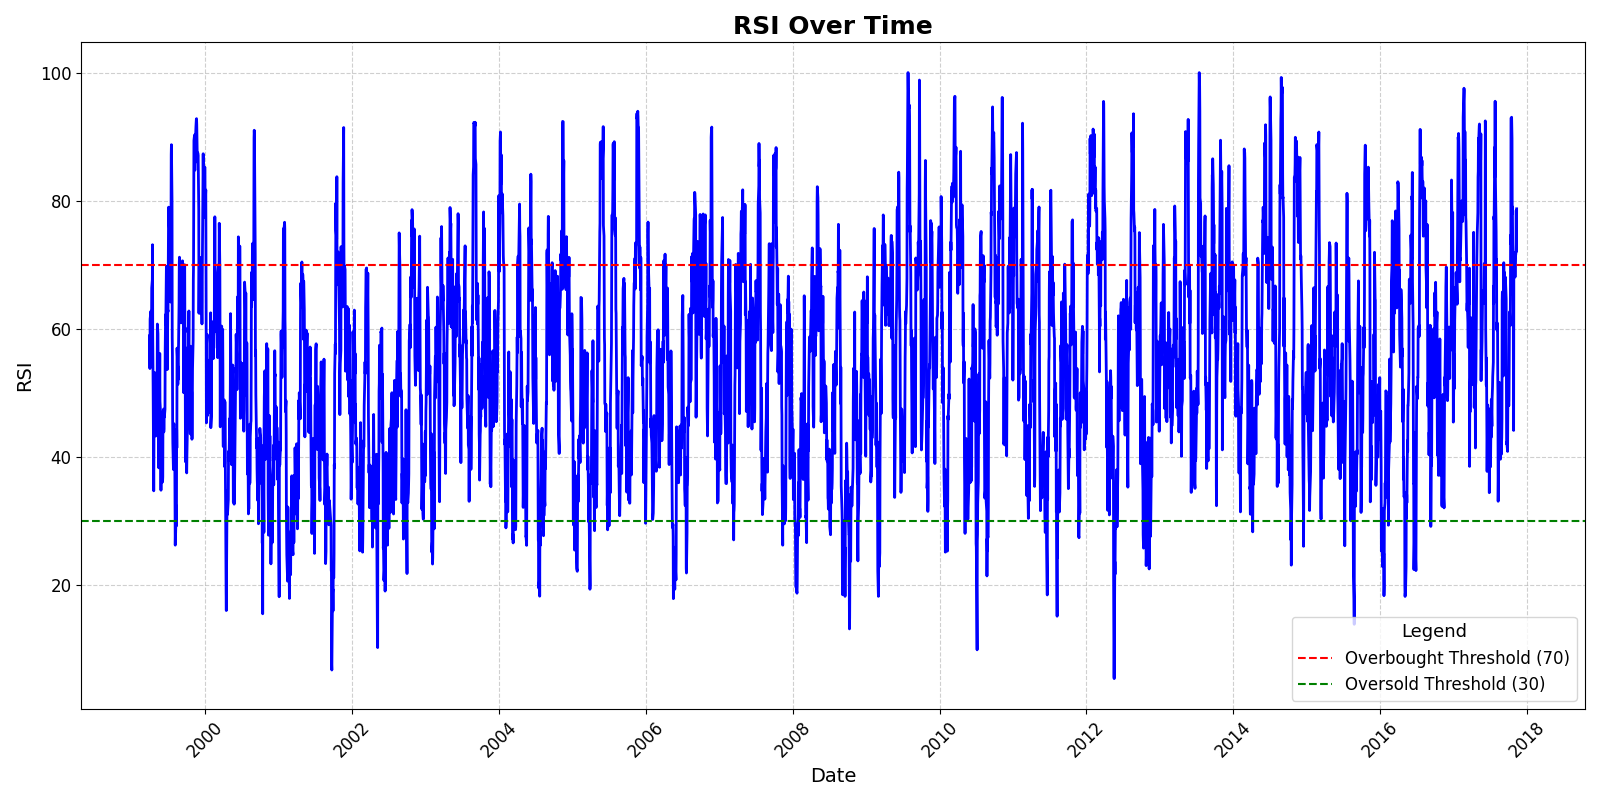 RSI Over Time
100
80
60
40
20
RSI
2000
2002
2004
2006
2008
2010
2012
2014
2016
2018
Date
Legend
Overbought Threshold (70)
Oversold Threshold (30)